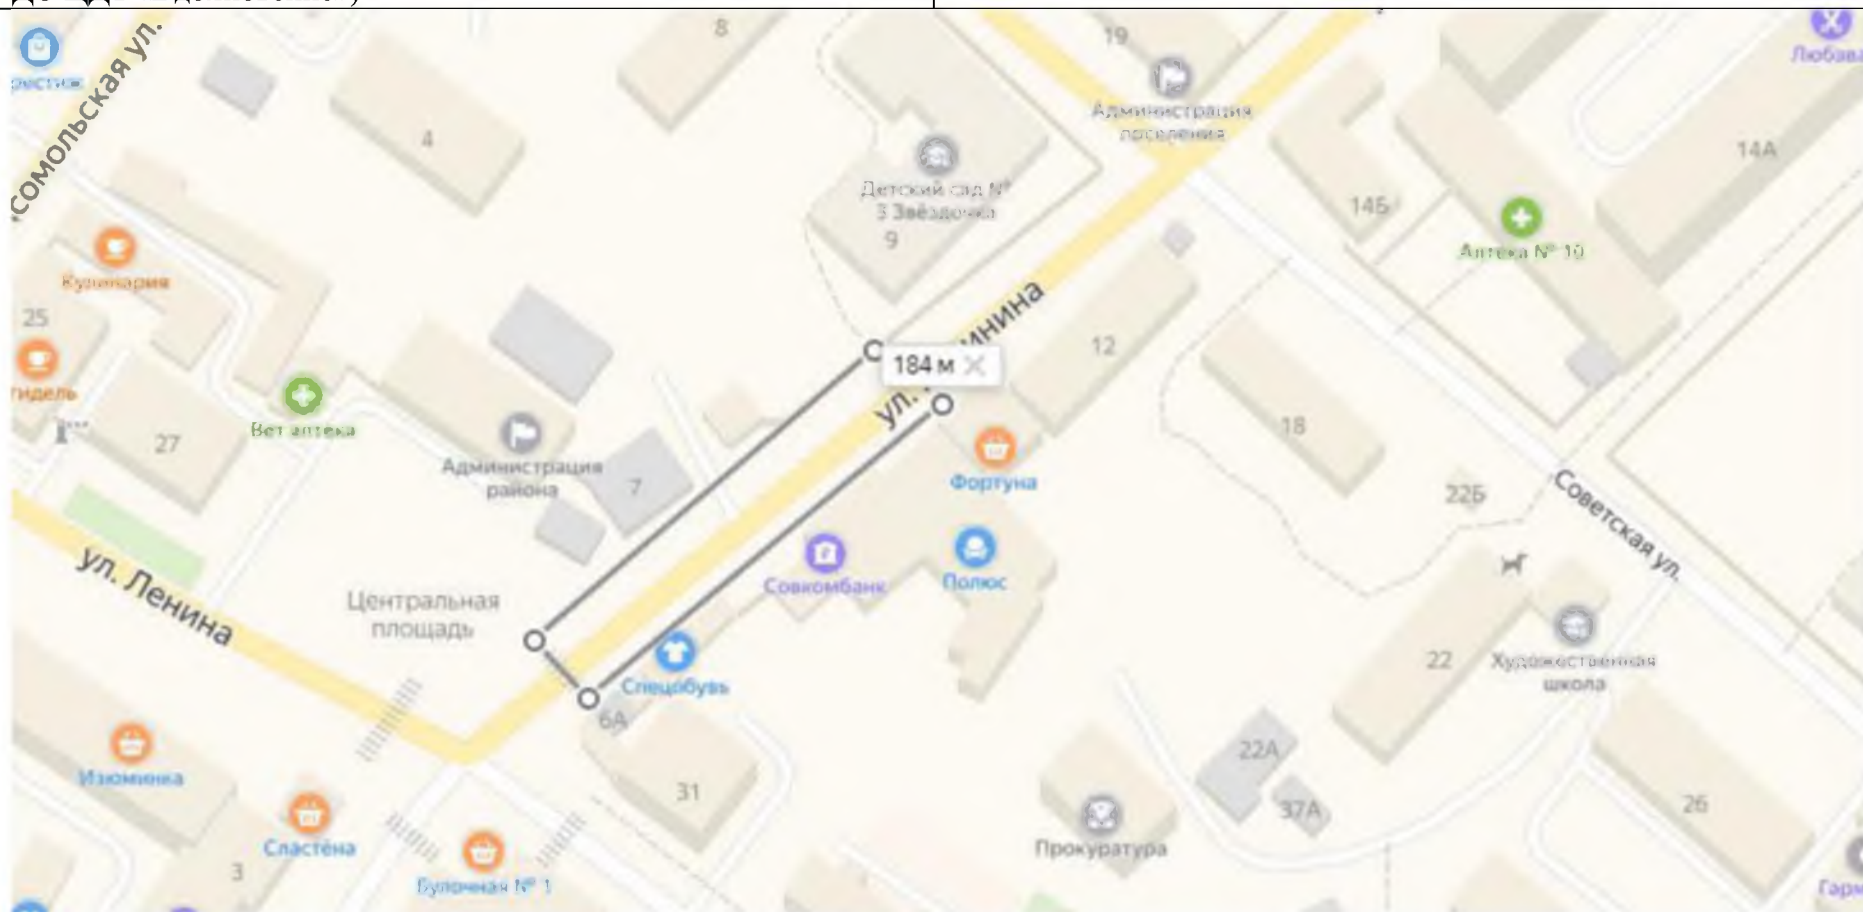 8
19
Администрация
поселения
Любава
сомольская ул.
4
14А
Детский сад №
3 Звёздочка
9
14Б
Аптека № 10
Кулинария
25
ул.
инина
12
184 м
гидель
Вет аптека
27
18
Администрация
района
7
Фортуна
22Б
Советская ул.
ул. Ленина
Совкомбанк
Полюс
Центральная
площадь
22
Художественная
школа
Спецобувь
6А
22А
Изюминка
31
37А
26
Сластёна
Прокуратура
3
Булочная № 1
Гарм